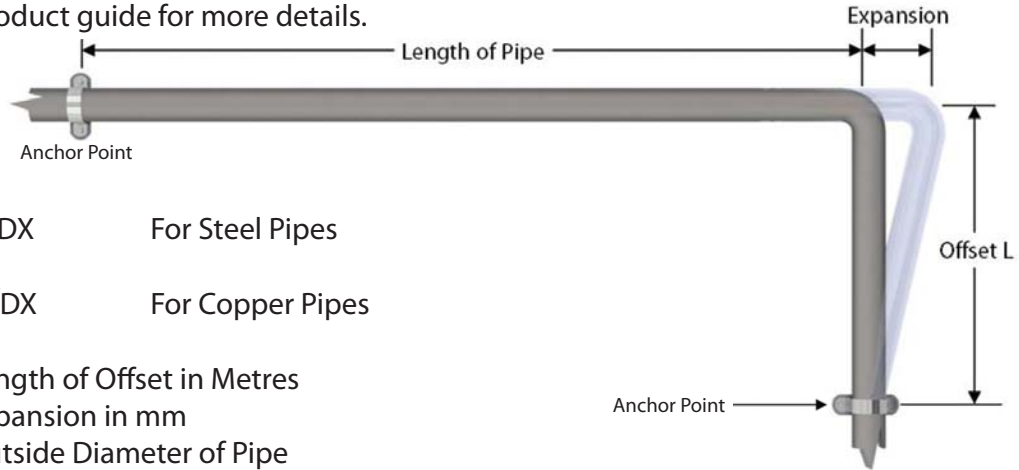 oduct guide for more details.
Expansion
Length of Pipe
Anchor Point
DX For Steel Pipes
Offset L
DX For Copper Pipes
ngth of Offset in Metres
pansion in mm
Anchor Point
utside Diameter of Pipe